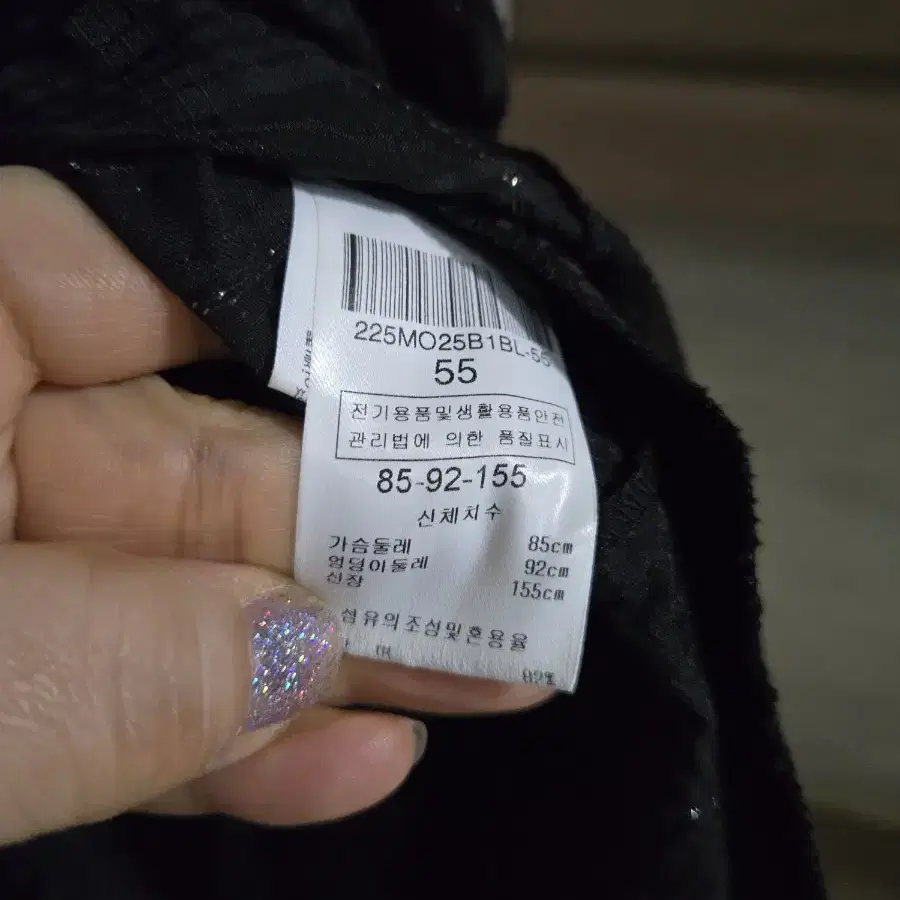 225MO25B1BL-55
55
전기용품및생활용품안전
관리법에 의한 품질표시
85-92-155
신체치수
가슴둘레 85cm
엉덩이둘레 92cm
신장 155cm
섬유의조성및혼용율